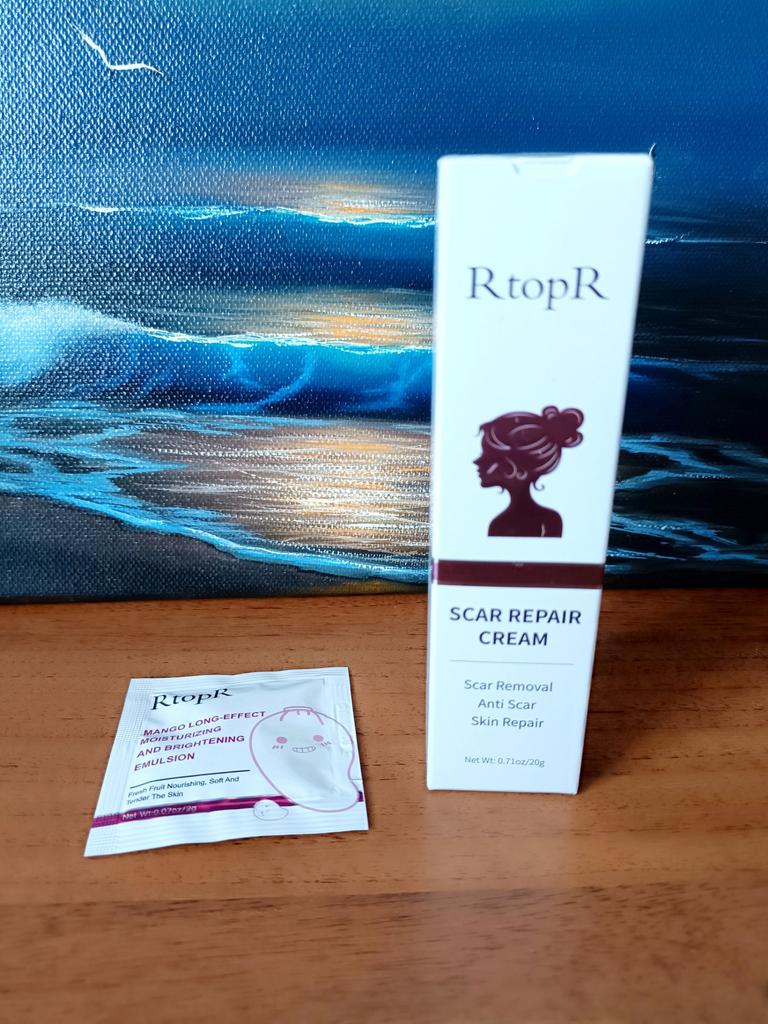 RtopR
SCAR REPAIR
CREAM
Scar Removal
Anti Scar
Skin Repair
Net Wt: 0.71oz/20g
RtopR
MANGO LONG-EFFECT
MOISTURIZING
AND BRIGHTENING
EMULSION
Fresh Fruit Nourishing, Soft And
Tender The Skin
Net Wt:0.07oz/2g